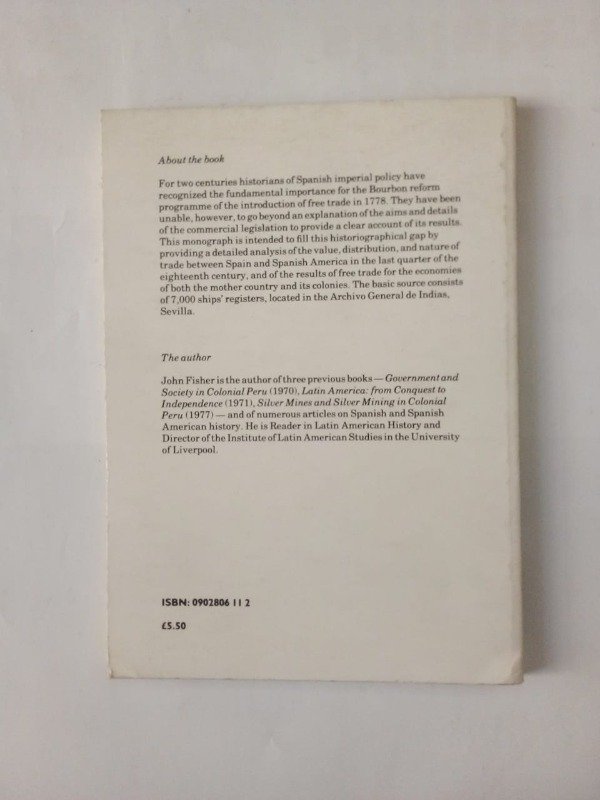 About the book
For two centuries historians of Spanish imperial policy have
recognized the fundamental importance for the Bourbon reform
programme of the introduction of free trade in 1778. They have been
unable, however, to go beyond an explanation of the aims and details
of the commercial legislation to provide a clear account of its results.
This monograph is intended to fill this historiographical gap by
providing a detailed analysis of the value, distribution, and nature of
trade between Spain and Spanish America in the last quarter of the
eighteenth century, and of the results of free trade for the economies
of both the mother country and its colonies. The basic source consists
of 7,000 ships' registers, located in the Archivo General de Indias,
Sevilla.
The author
John Fisher is the author of three previous books — Government and
Society in Colonial Peru (1970), Latin America: from Conquest to
Independence (1971), Silver Mines and Silver Mining in Colonial
Peru (1977) — and of numerous articles on Spanish and Spanish
American history. He is Reader in Latin American History and
Director of the Institute of Latin American Studies in the University
of Liverpool.
ISBN: 0902806 11 2
£5.50